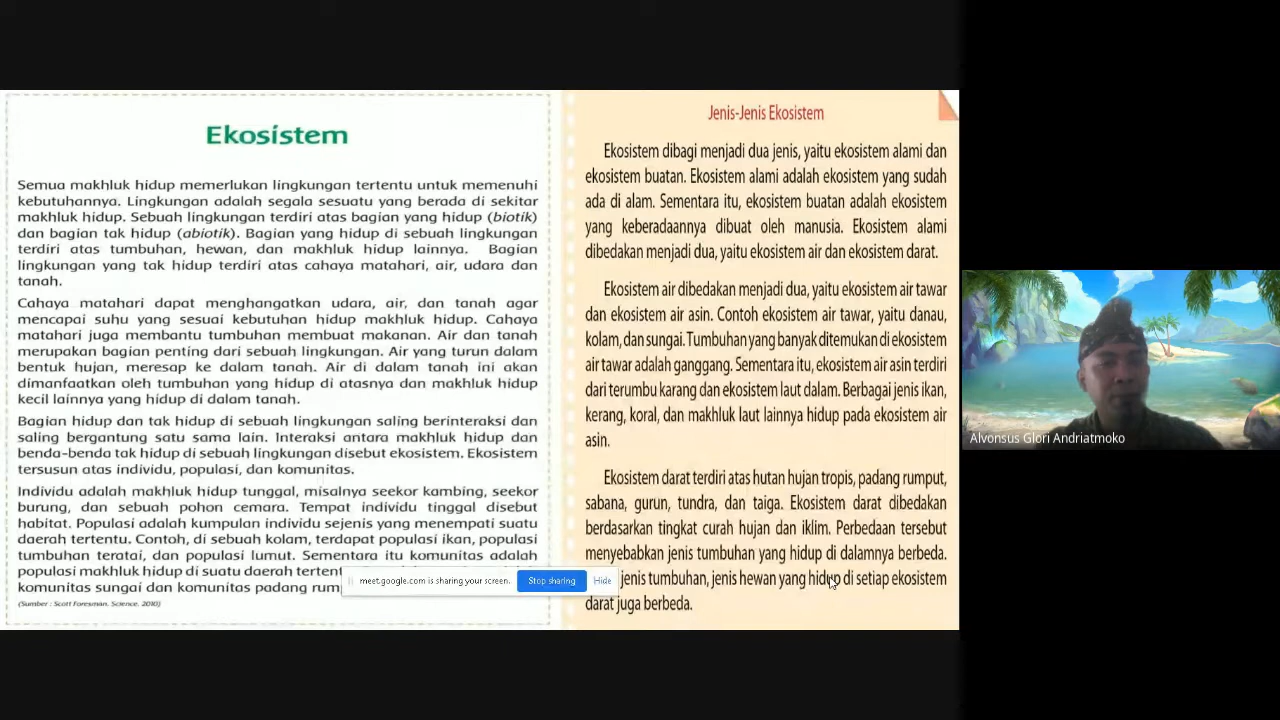 Ekosistem
Semua makhluk hidup memerlukan lingkungan tertentu untuk memenuhi
kebutuhannya. Lingkungan adalah segala sesuatu yang berada di sekitar
makhluk hidup. Sebuah lingkungan terdiri atas bagian yang hidup (biotik)
dan bagian tak hidup (abiotik). Bagian yang hidup di sebuah lingkungan
terdiri atas tumbuhan, hewan, dan makhluk hidup lainnya. Bagian
lingkungan yang tak hidup terdiri atas cahaya matahari, air, udara dan
tanah.
Cahaya matahari dapat menghangatkan udara, air, dan tanah agar
mencapai suhu yang sesuai kebutuhan hidup makhluk hidup. Cahaya
matahari juga membantu tumbuhan membuat makanan. Air dan tanah
merupakan bagian penting dari sebuah lingkungan. Air yang turun dalam
bentuk hujan, meresap ke dalam tanah. Air di dalam tanah ini akan
dimanfaatkan oleh tumbuhan yang hidup di atasnya dan makhluk hidup
kecil lainnya yang hidup di dalam tanah.
Bagian hidup dan tak hidup di sebuah lingkungan saling berinteraksi dan
saling bergantung satu sama lain. Interaksi antara makhluk hidup dan
benda-benda tak hidup di sebuah lingkungan disebut ekosistem. Ekosistem
tersusun atas individu, populasi, dan komunitas.
Individu adalah makhluk hidup tunggal, misalnya seekor kambing, seekor
burung, dan sebuah pohon cemara. Tempat individu tinggal disebut
habitat. Populasi adalah kumpulan individu sejenis yang menempati suatu
daerah tertentu. Contoh, di sebuah kolam, terdapat populasi ikan, populasi
tumbuhan teratai, dan populasi lumut. Sementara itu komunitas adalah
populasi makhluk hidup di suatu daerah
komunitas sungai dan komunitas padang
(Sumber : Scott Foresman. Science. 2010)
meet.google.com is sharing your screen.
Stop sharing
Hide
Jenis-Jenis Ekosistem
Ekosistem dibagi menjadi dua jenis, yaitu ekosistem alami dan
ekosistem buatan. Ekosistem alami adalah ekosistem yang sudah
ada di alam. Sementara itu, ekosistem buatan adalah ekosistem
yang keberadaannya dibuat oleh manusia. Ekosistem alami
dibedakan menjadi dua, yaitu ekosistem air dan ekosistem darat.
Ekosistem air dibedakan menjadi dua, yaitu ekosistem air tawar
dan ekosistem air asin. Contoh ekosistem air tawar, yaitu danau,
kolam, dan sungai. Tumbuhan yang banyak ditemukan di ekosistem
air tawar adalah ganggang. Sementara itu, ekosistem air asin terdiri
dari terumbu karang dan ekosistem laut dalam. Berbagai jenis ikan,
kerang, koral, dan makhluk laut lainnya hidup pada ekosistem air
asin.
Ekosistem darat terdiri atas hutan hujan tropis, padang rumput,
sabana, gurun, tundra, dan taiga. Ekosistem darat dibedakan
berdasarkan tingkat curah hujan dan iklim. Perbedaan tersebut
menyebabkan jenis tumbuhan yang hidup di dalamnya berbeda.
jenis tumbuhan, jenis hewan yang hidup di setiap ekosistem
darat juga berbeda.
Alvonsus Glori Andriatmoko